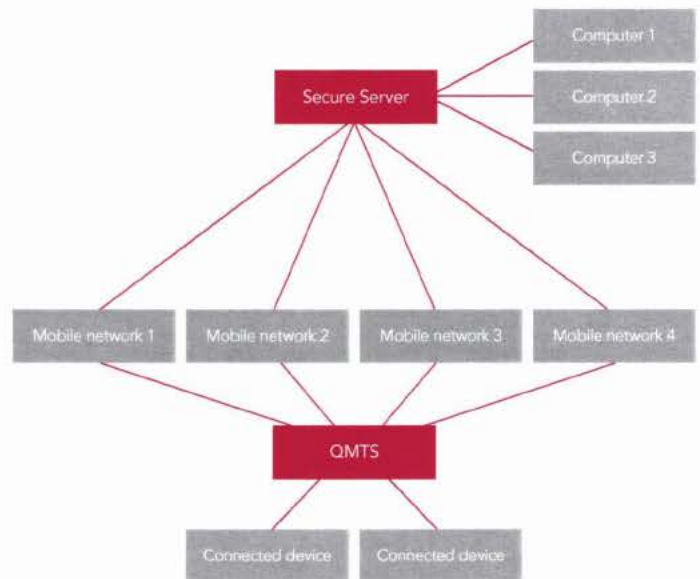 Computer 1
Secure Server
Computer 2
Computer 3
Mobile network 1
Mobile network 2
Mobile network 3
Mobile network 4
QMTS
Connected device
Connected device